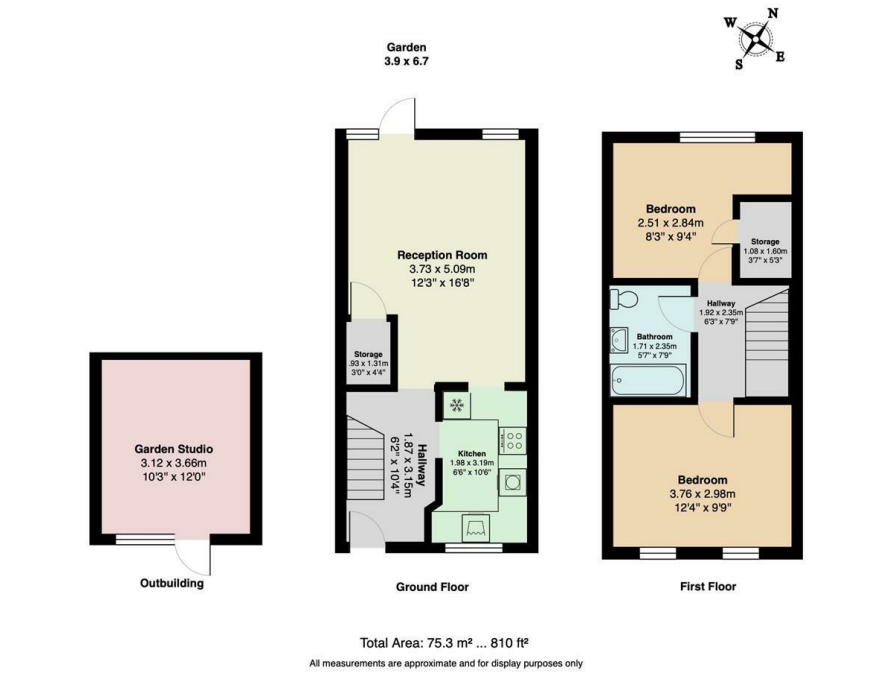 N
W
E
S
Garden
3.9 x 6.7
Reception Room
3.73 x 5.09m
12'3" x 16'8"
Storage
.93 x 1.31m
3'0" x 4'4"
Hallway
1.87 x 3.15m
6'2" x 10'4"
Kitchen
1.98 x 3.19m
6'6" x 10'6"
Ground Floor
Garden Studio
3.12 x 3.66m
10'3" x 12'0"
Outbuilding
Bedroom
2.51 x 2.84m
8'3" x 9'4"
Storage
1.08 x 1.60m
3'7" x 5'3"
Hallway
1.92 x 2.35m
6'3" x 7'9"
Bathroom
1.71 x 2.35m
5'7" x 7'9"
Bedroom
3.76 x 2.98m
12'4" x 9'9"
First Floor
Total Area: 75.3 m² ... 810 ft²
All measurements are approximate and for display purposes only